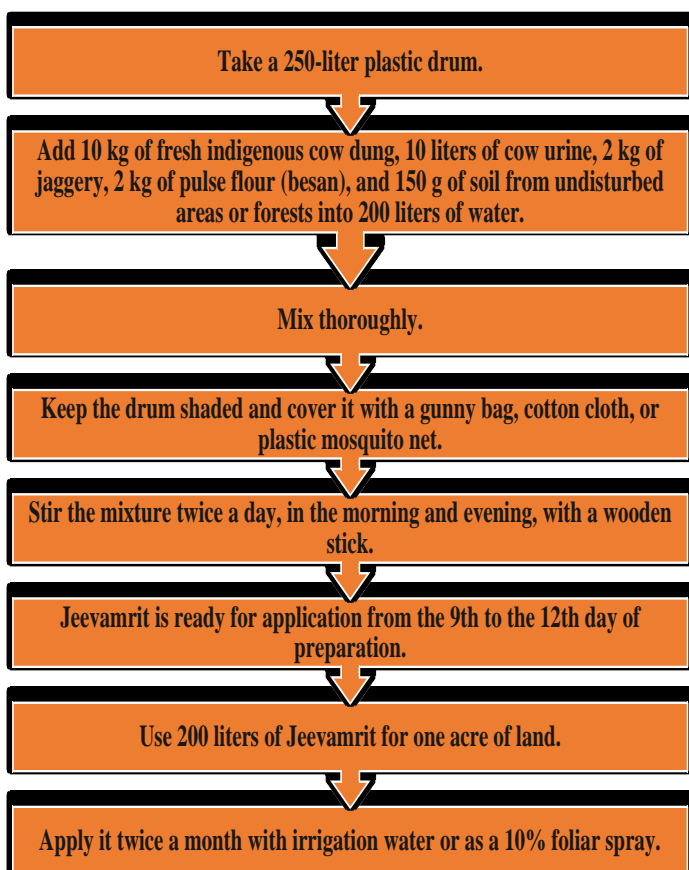 Take a 250-liter plastic drum.
Add 10 kg of fresh indigenous cow dung, 10 liters of cow urine, 2 kg of
jaggery, 2 kg of pulse flour (besan), and 150 g of soil from undisturbed
areas or forests into 200 liters of water.
Mix thoroughly.
Keep the drum shaded and cover it with a gunny bag, cotton cloth, or
plastic mosquito net.
Stir the mixture twice a day, in the morning and evening, with a wooden
stick.
Jeevamrit is ready for application from the 9th to the 12th day of
preparation.
Use 200 liters of Jeevamrit for one acre of land.
Apply it twice a month with irrigation water or as a 10% foliar spray.